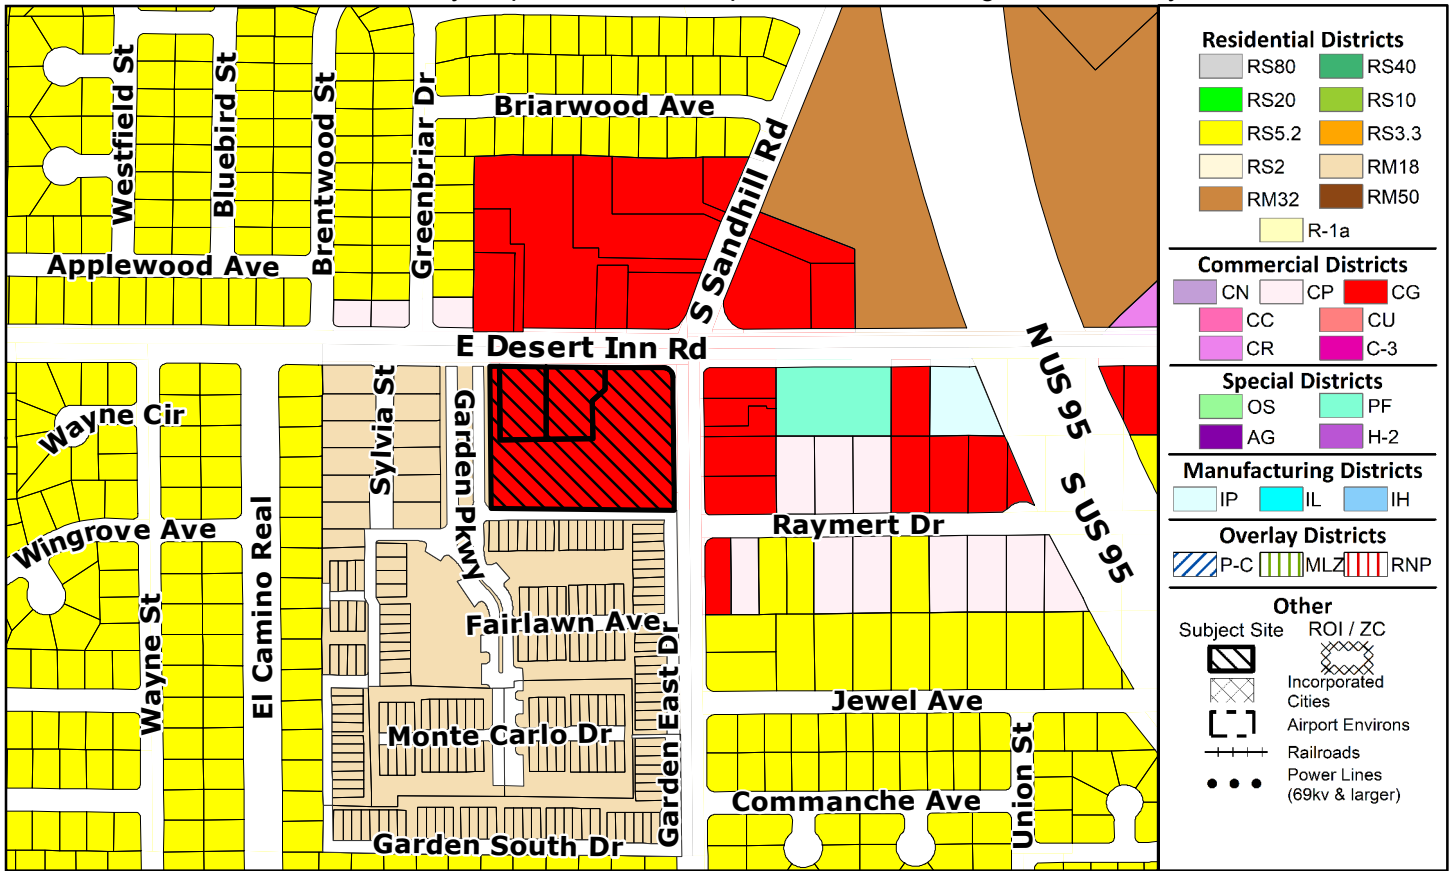 Westfield St
Bluebird St
Brentwood St
Greenbriar Dr
Briarwood Ave
S Sandhill Rd
Applewood Ave
E Desert Inn Rd
N US 95
S US 95
Wayne Cir
Sylvia St
Garden Pkwy
Wingrove Ave
El Camino Real
Wayne St
Raymert Dr
Fairlawn Ave
Garden East Dr
Jewel Ave
Monte Carlo Dr
Union St
Commanche Ave
Garden South Dr
Residential Districts
RS80 RS40
RS20 RS10
RS5.2 RS3.3
RS2 RM18
RM32 RM50
R-1a
Commercial Districts
CN CP CG
CC CU
CR C-3
Special Districts
OS PF
AG H-2
Manufacturing Districts
IP IL IH
Overlay Districts
P-C MLZ RNP
Other
Subject Site ROI / ZC
Incorporated
Cities
Airport Environs
Railroads
Power Lines
(69kv & larger)